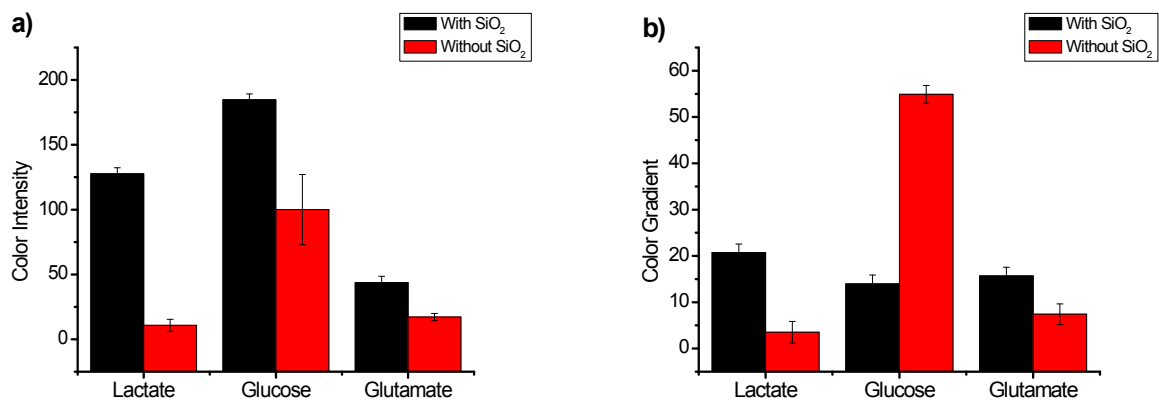 a)
With SiO₂
Without SiO₂
200
150
100
50
0
Color Intensity
Lactate
Glucose
Glutamate
b)
With SiO₂
Without SiO₂
60
50
40
30
20
10
0
Color Gradient
Lactate
Glucose
Glutamate